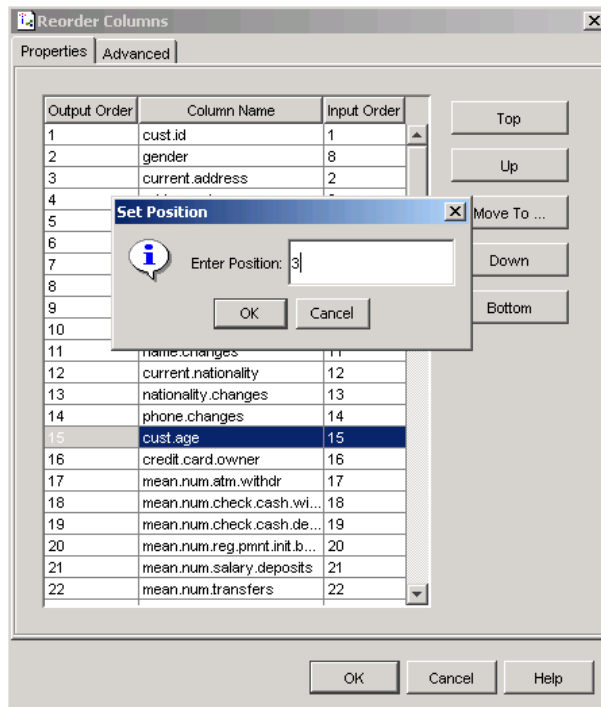 Reorder Columns
Properties Advanced
Output Order Column Name Input Order
1 cust.id 1
2 gender 8
3 current.address 2
4
5
6
7
8
9
10
11 name.changes 11
12 current.nationality 12
13 nationality.changes 13
14 phone.changes 14
15 cust.age 15
16 credit.card.owner 16
17 mean.num.atm.withdr 17
18 mean.num.check.cash.wi... 18
19 mean.num.check.cash.de... 19
20 mean.num.reg.pmnt.init.b... 20
21 mean.num.salary.deposits 21
22 mean.num.transfers 22
Top
Up
Move To ...
Down
Bottom
Set Position
Enter Position: 3
OK Cancel
OK Cancel Help